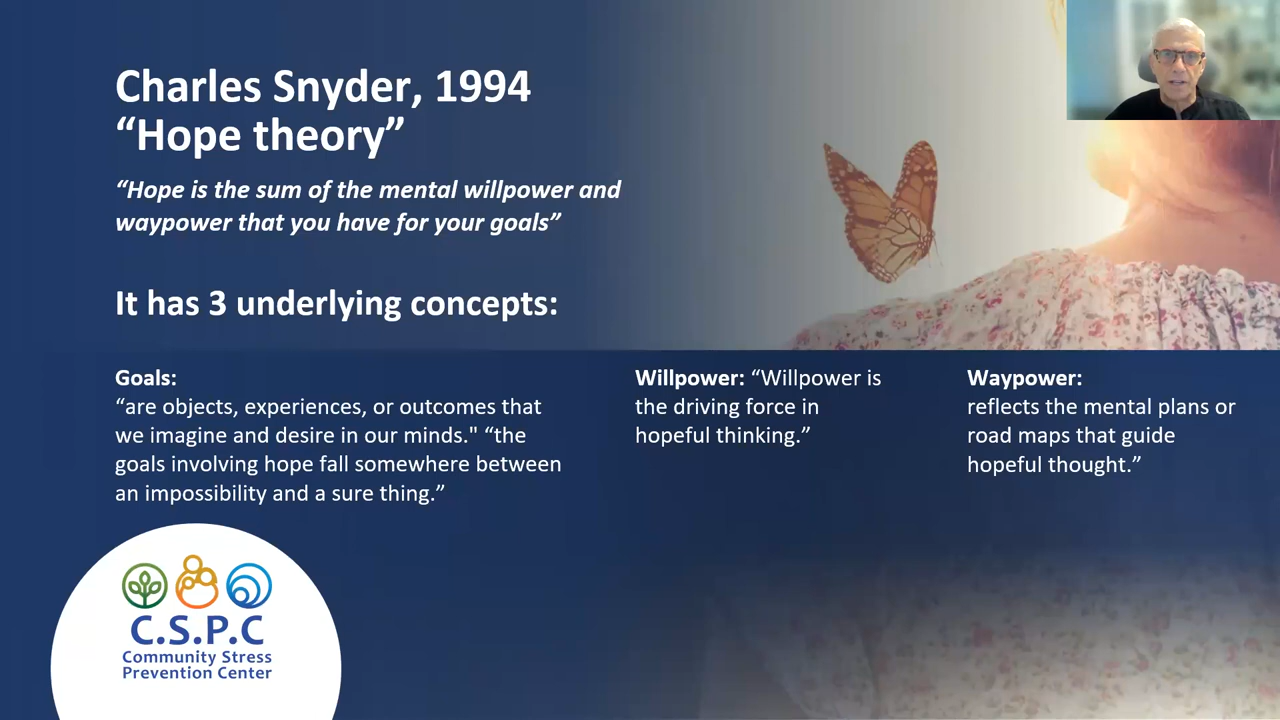 Charles Snyder, 1994
“Hope theory”
“Hope is the sum of the mental willpower and
waypower that you have for your goals”
It has 3 underlying concepts:
Goals:
“are objects, experiences, or outcomes that
we imagine and desire in our minds." “the
goals involving hope fall somewhere between
an impossibility and a sure thing.”
Willpower: “Willpower is
the driving force in
hopeful thinking.”
Waypower:
reflects the mental plans or
road maps that guide
hopeful thought.”
C.S.P.C
Community Stress
Prevention Center